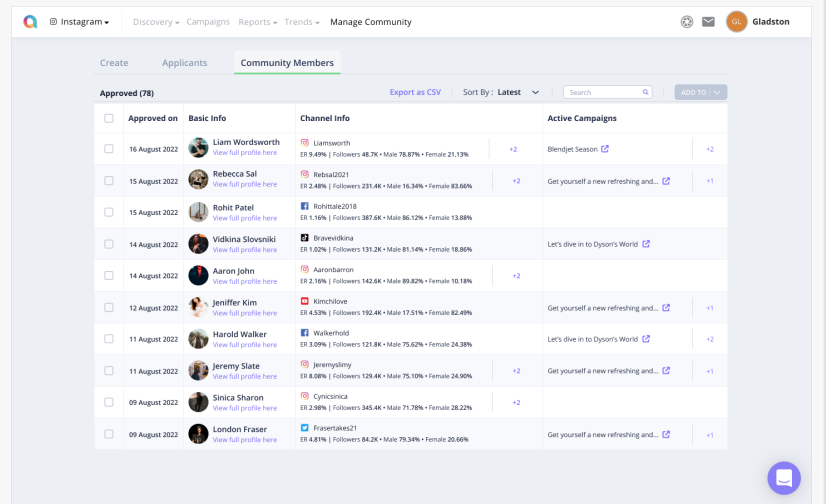 Instagram
Discovery Campaigns Reports Trends Manage Community
GL Gladston
Create Applicants Community Members
Approved (78) Export as CSV Sort By : Latest Search ADD TO
Approved on Basic Info Channel Info Active Campaigns
16 August 2022 Liam Wordsworth Liamsworth +2 Blendjet Season +2
View full profile here ER 9.49% | Followers 48.7K • Male 78.87% • Female 21.13%
15 August 2022 Rebecca Sal Rebsal2021 +2 Get yourself a new refreshing and... +1
View full profile here ER 2.48% | Followers 231.4K • Male 16.34% • Female 83.66%
15 August 2022 Rohit Patel Rohittale2018
View full profile here ER 1.16% | Followers 387.6K • Male 86.12% • Female 13.88%
14 August 2022 Vidkina Slovsniki Bravevidkina Let's dive in to Dyson's World
View full profile here ER 1.02% | Followers 131.2K • Male 81.14% • Female 18.86%
14 August 2022 Aaron John Aaronbarron +2
View full profile here ER 2.16% | Followers 142.6K • Male 89.82% • Female 10.18%
12 August 2022 Jeniffer Kim Kimchilove Get yourself a new refreshing and... +1
View full profile here ER 4.53% | Followers 192.4K • Male 17.51% • Female 82.49%
11 August 2022 Harold Walker Walkerhold Let's dive in to Dyson's World +2
View full profile here ER 3.09% | Followers 121.8K • Male 75.62% • Female 24.38%
11 August 2022 Jeremy Slate Jeremyslimy +2 Get yourself a new refreshing and... +1
View full profile here ER 8.08% | Followers 129.4K • Male 75.10% • Female 24.90%
09 August 2022 Sinica Sharon Cynicsinica +2
View full profile here ER 2.98% | Followers 345.4K • Male 71.78% • Female 28.22%
09 August 2022 London Fraser Frasertakes21 Get yourself a new refreshing and... +1
View full profile here ER 4.81% | Followers 84.2K • Male 79.34% • Female 20.66%